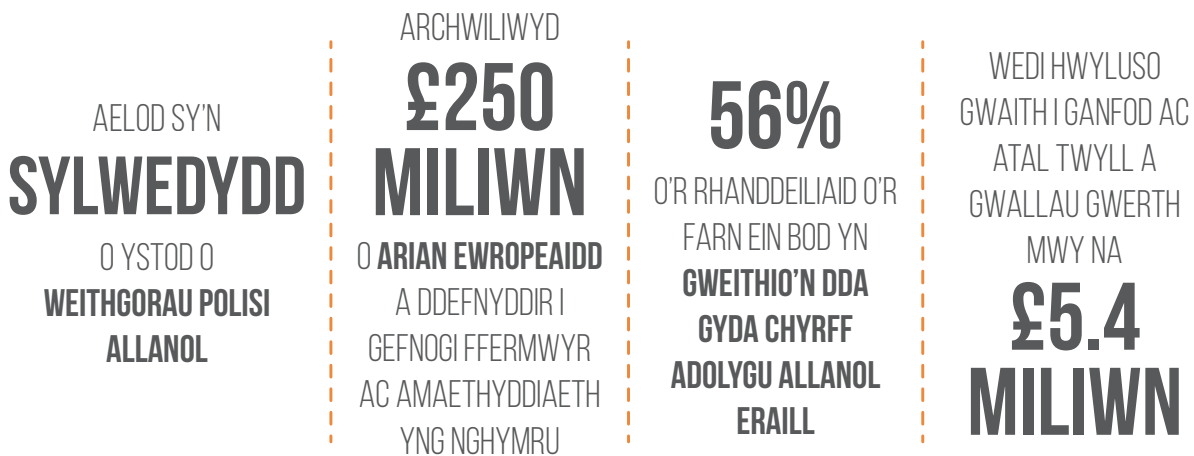 AELOD SY'N
SYLWEDYDD
O YSTOD O
WEITHGORAU POLISI
ALLANOL
ARCHWILIWYD
£250
MILIWN
O ARIAN EWROPEAIDD
A DDEFNYDDIR I
GEFNOGI FFERMWYR
AC AMAETHYDDIAETH
YNG NGHYMRU
56%
O'R RHANDDEILIAID O'R
FARN EIN BOD YN
GWEITHIO'N DDA
GYDA CHYRFF
ADOLYGU ALLANOL
ERAILL
WEDI HWYLUSO
GWAITH I GANFOD AC
ATAL TWYLL A
GWALLAU GWERTH
MWY NA
£5.4
MILIWN